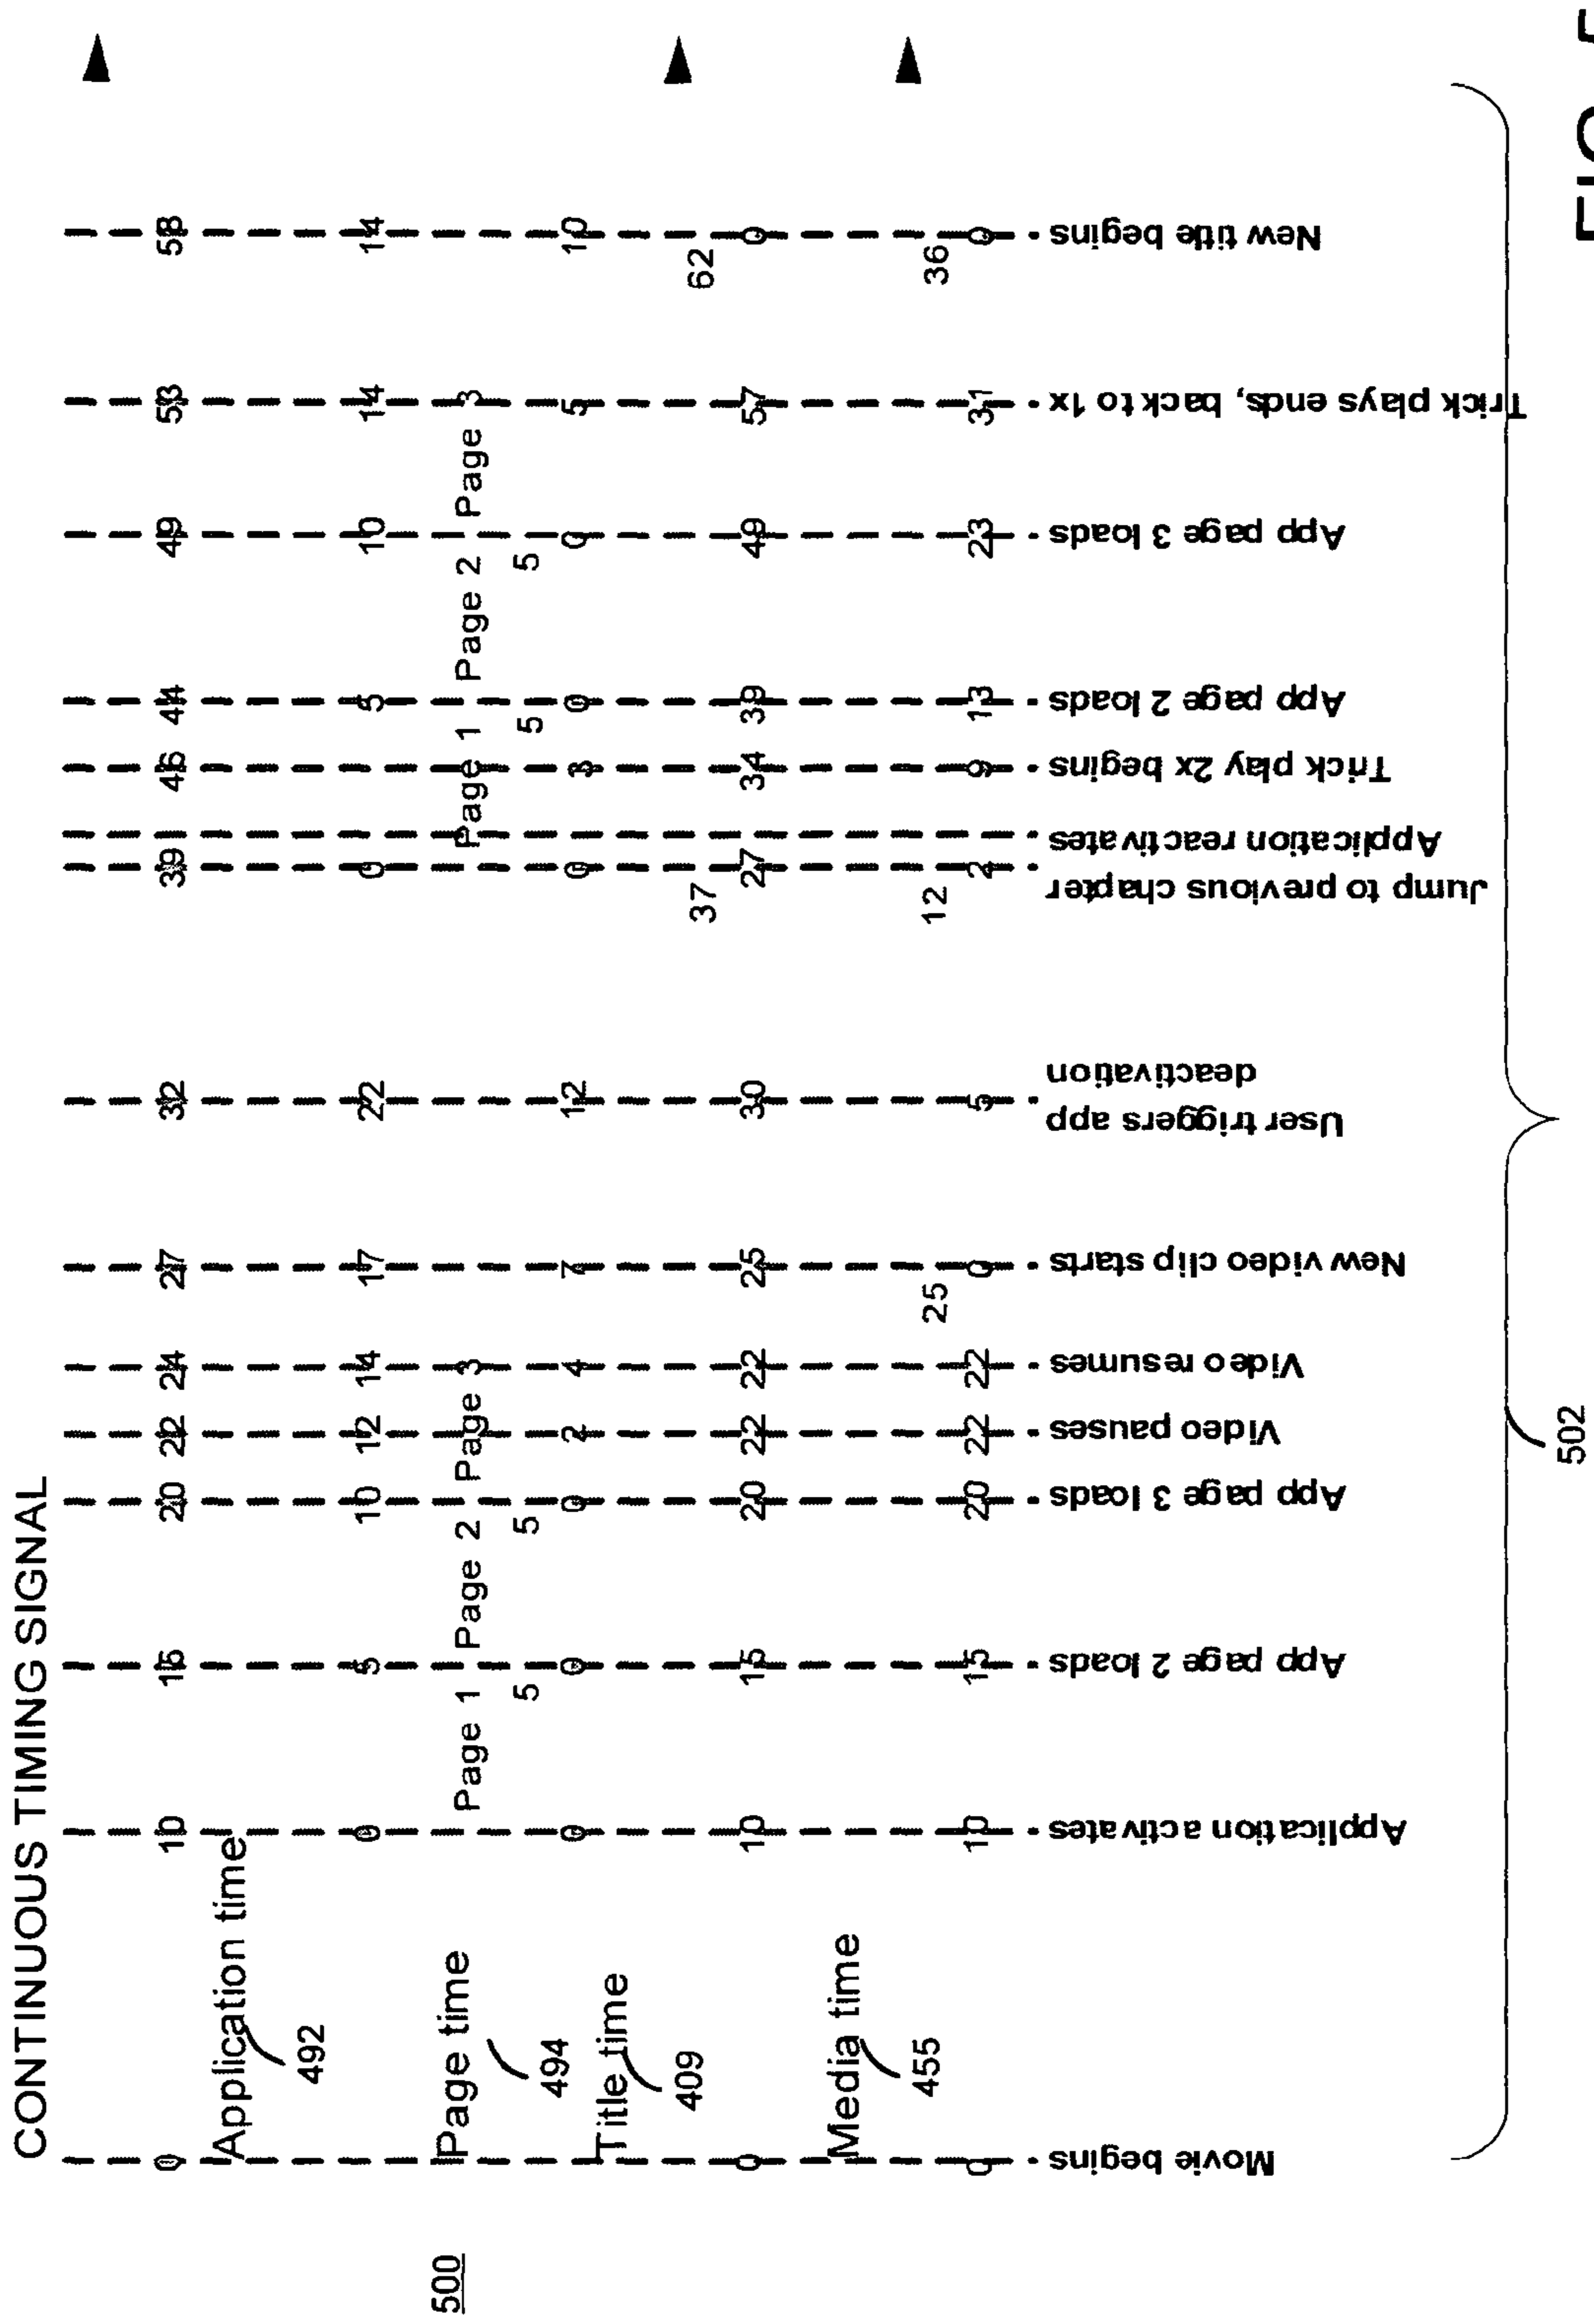 CONTINUOUS TIMING SIGNAL
0 10 15 20 22 24 27 32 39 46 44 49 53 58
Application time
492
0 5 10 12 14 17 22 0 5 10 14 14
500
Page time
494
Page 1 Page 2 Page 3 Page 1 Page 2 Page 3
5 5 5 5
0 0 0 2 4 7 12 0 3 0 0 5 10
Title time
409
37 62
0 10 15 20 22 22 25 30 27 34 39 49 57 0
Media time
455
25 12 36
0 10 15 20 22 22 0 5 2 9 13 23 31 0
Movie begins
Application activates
App page 2 loads
App page 3 loads
Video pauses
Video resumes
New video clip starts
User triggers app
deactivation
Jump to previous chapter
Application reactivates
Trick play 2x begins
App page 2 loads
App page 3 loads
Trick plays ends, back to 1x
New title begins
502